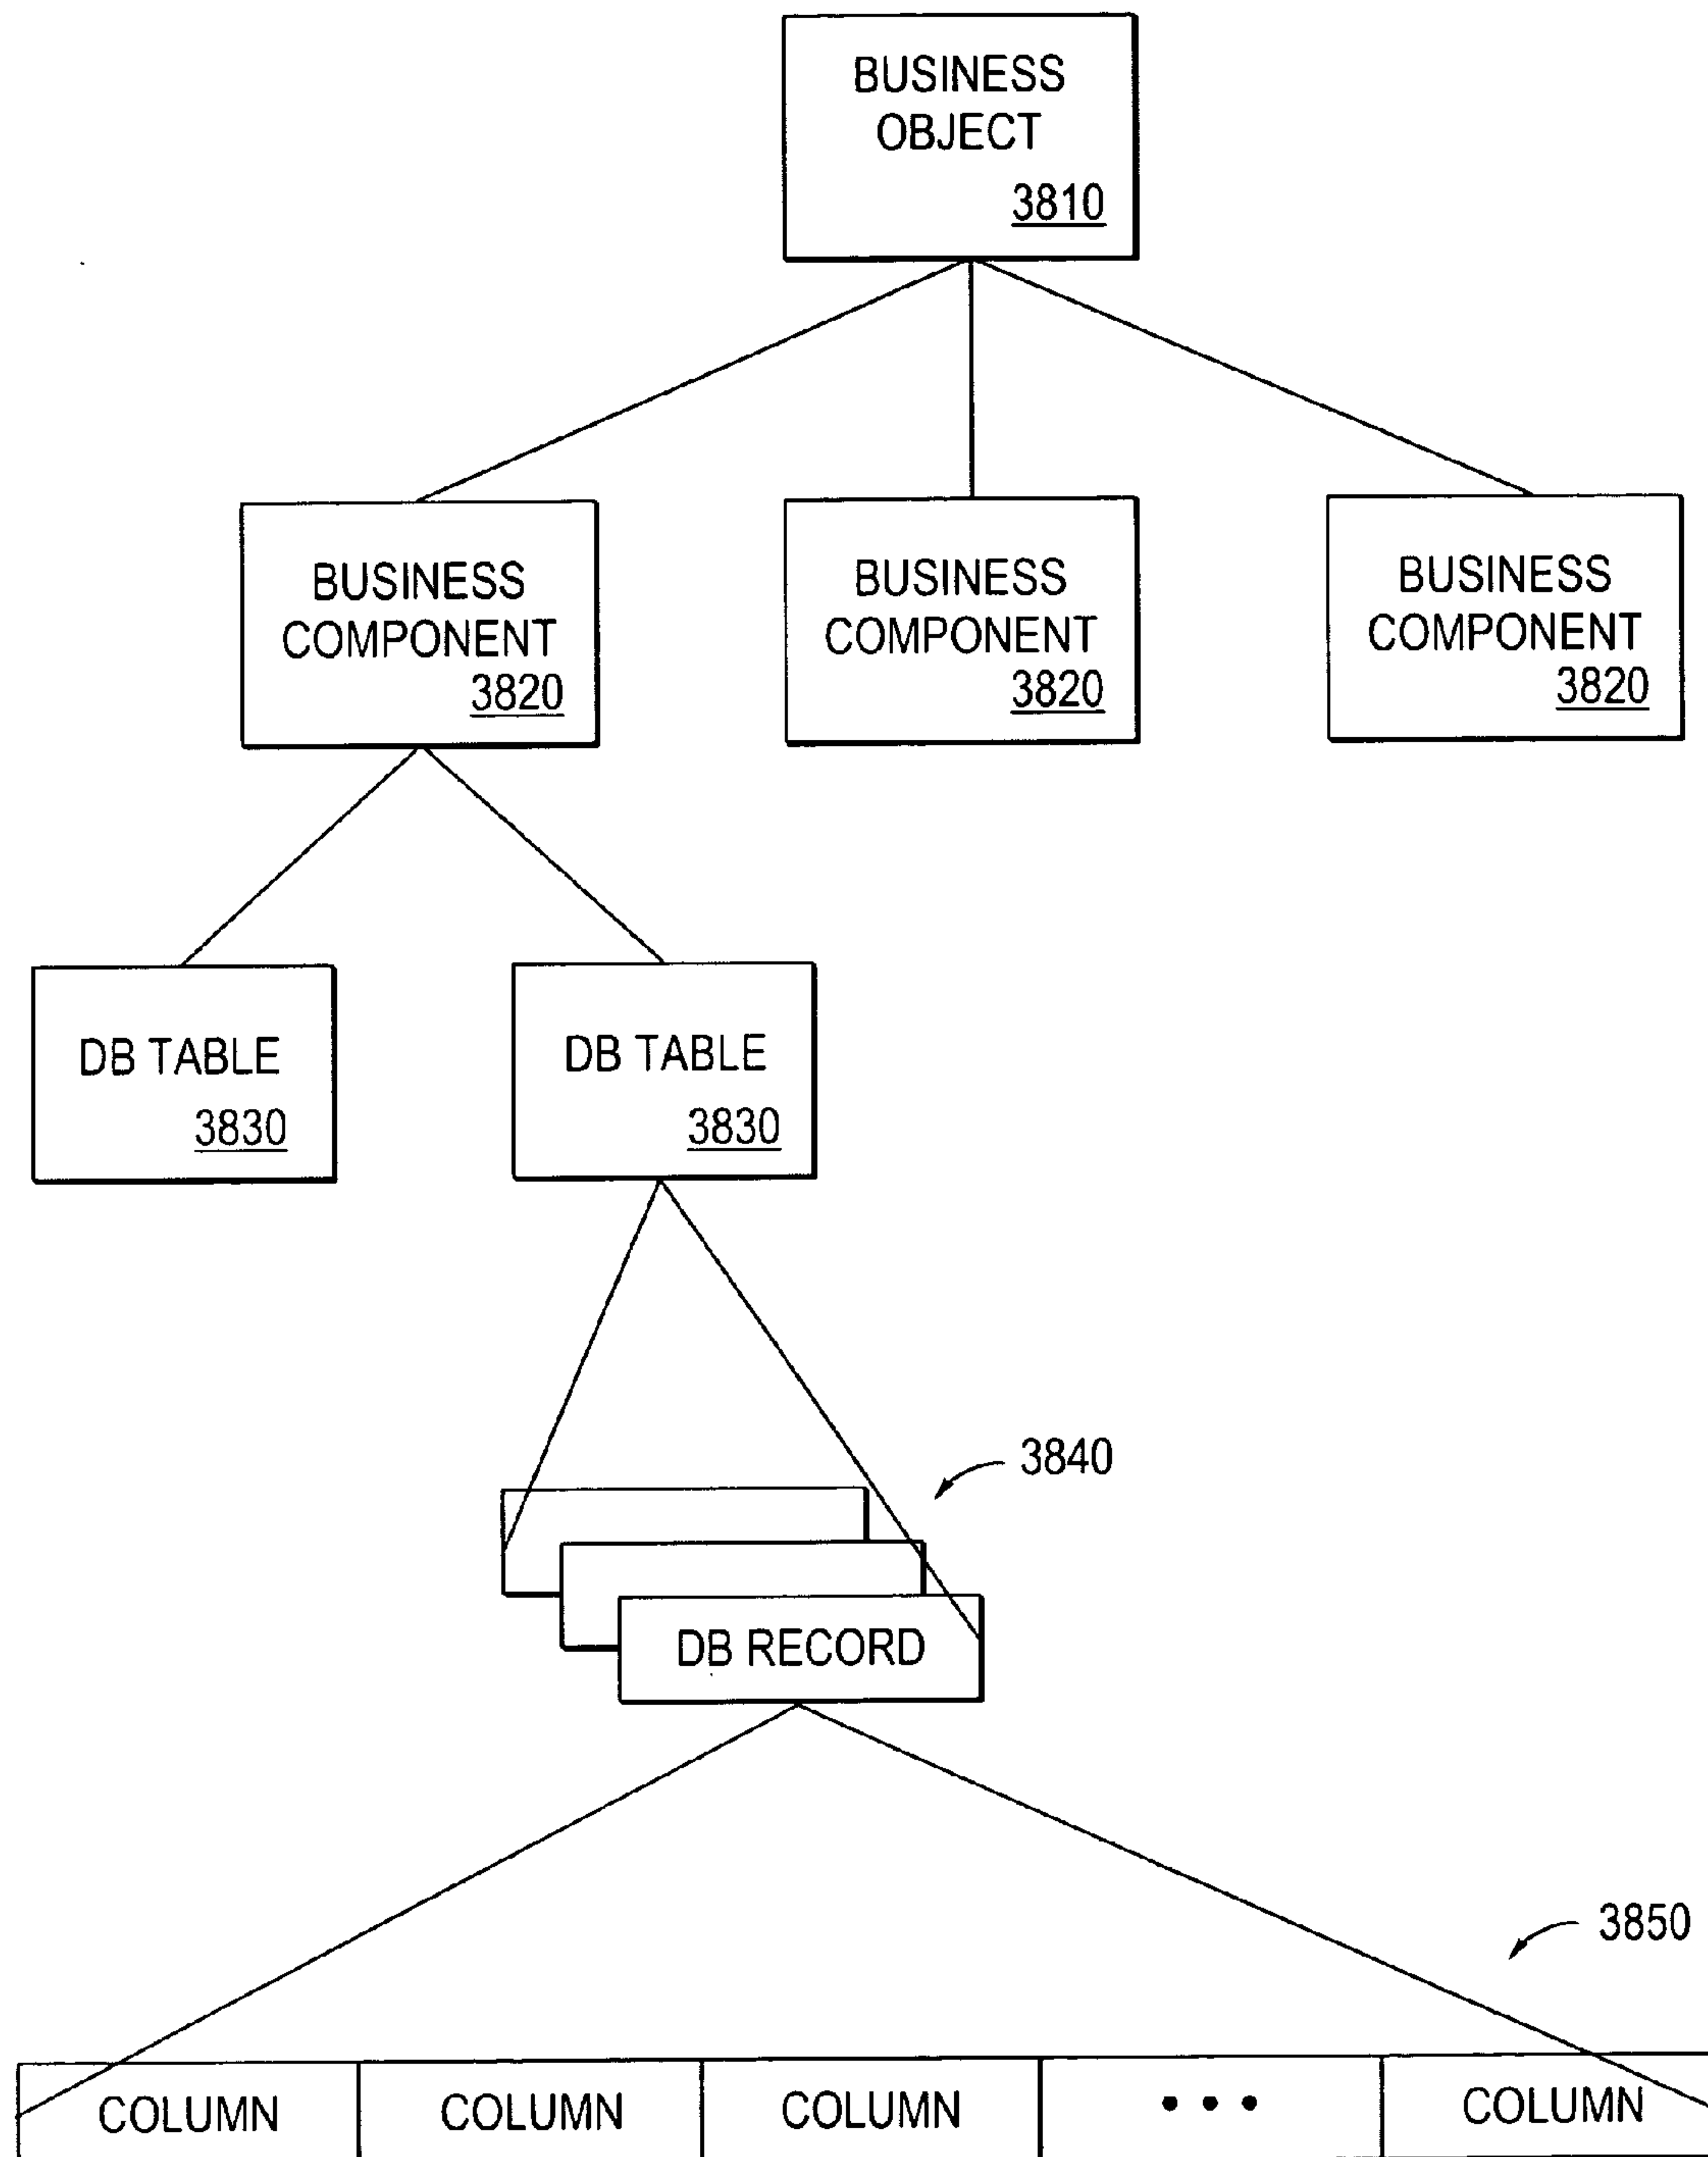 BUSINESS
OBJECT
3810
BUSINESS
COMPONENT
3820
BUSINESS
COMPONENT
3820
BUSINESS
COMPONENT
3820
DB TABLE
3830
DB TABLE
3830
3840
DB RECORD
3850
COLUMN COLUMN COLUMN • • • COLUMN